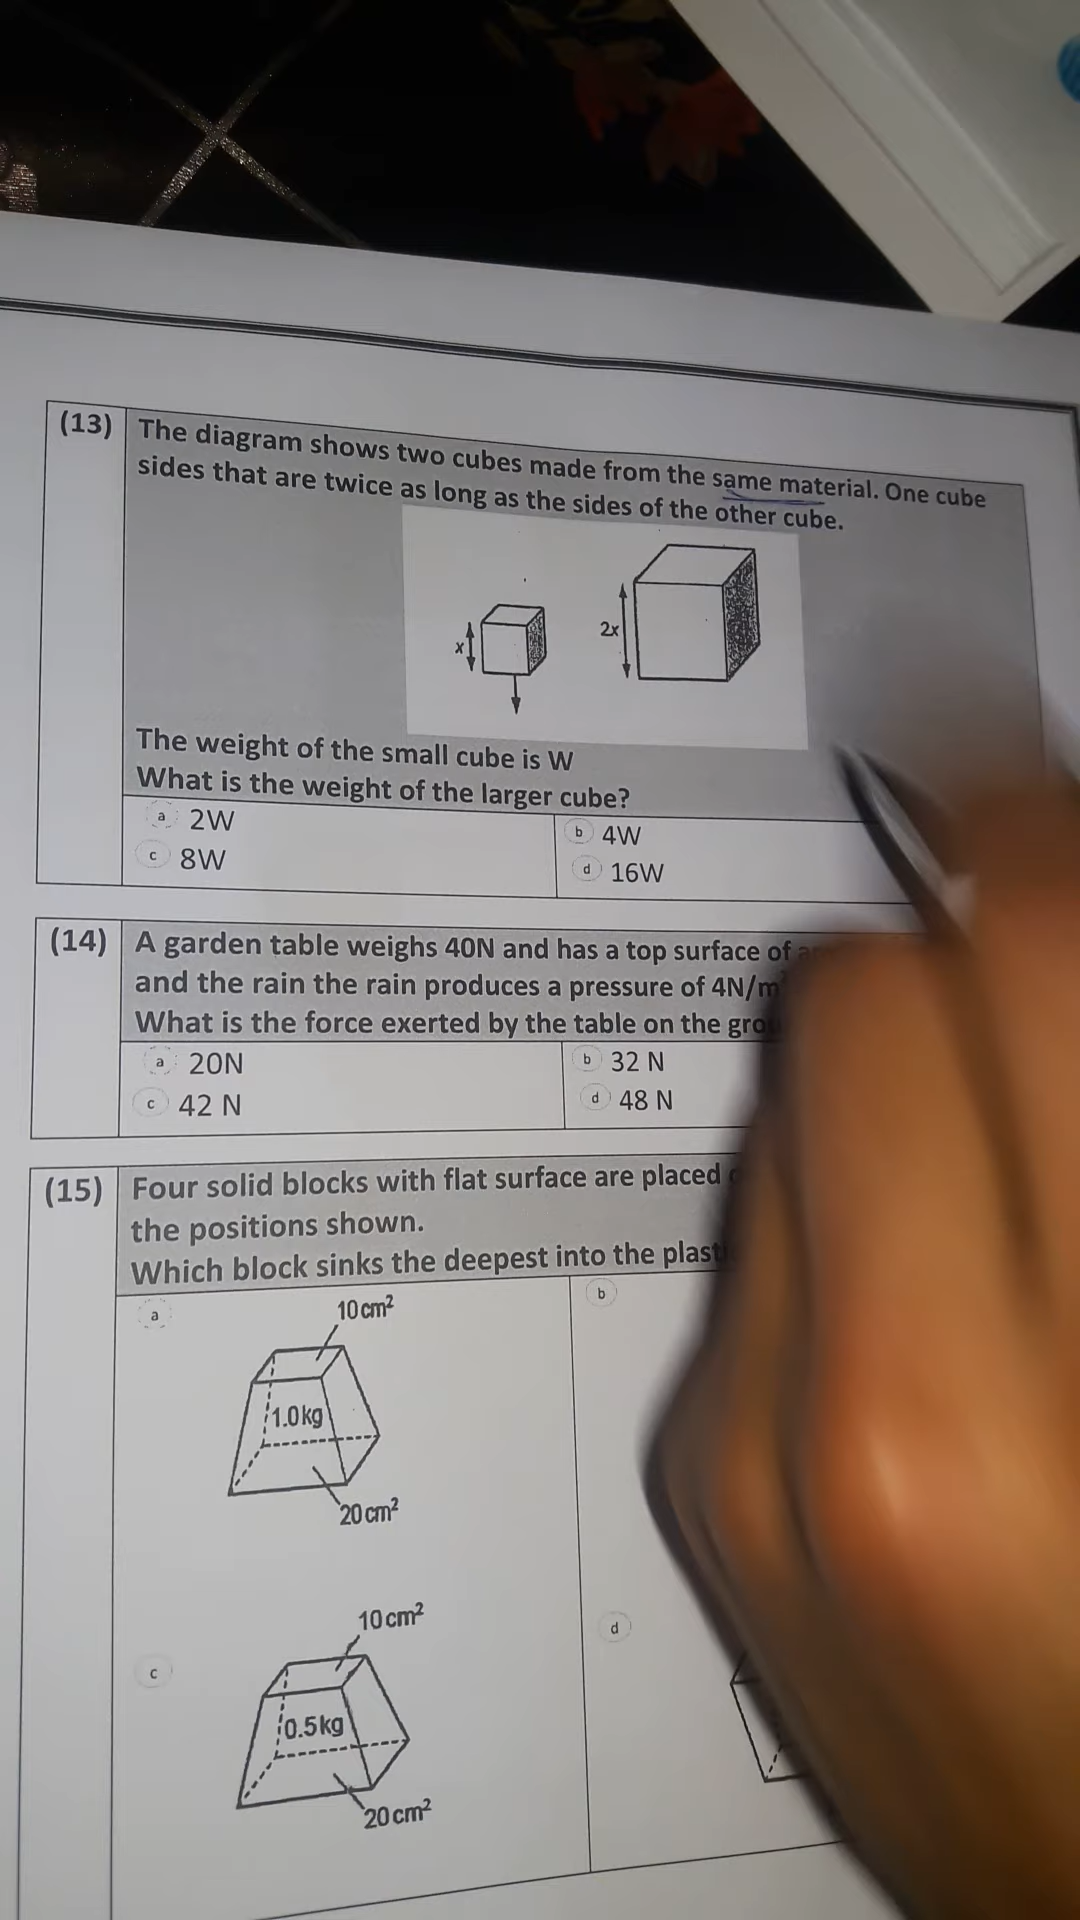 (13) The diagram shows two cubes made from the same material. One cube
sides that are twice as long as the sides of the other cube.
x
2x
The weight of the small cube is W
What is the weight of the larger cube?
a 2W
b 4W
c 8W
d 16W
(14) A garden table weighs 40N and has a top surface of
and the rain the rain produces a pressure of 4N/m
What is the force exerted by the table on the
a 20N
b 32 N
c 42 N
d 48 N
(15) Four solid blocks with flat surface are placed
the positions shown.
Which block sinks the deepest into the
a
10 cm²
1.0kg
20 cm²
b
c
10 cm²
0.5kg
20 cm²
d